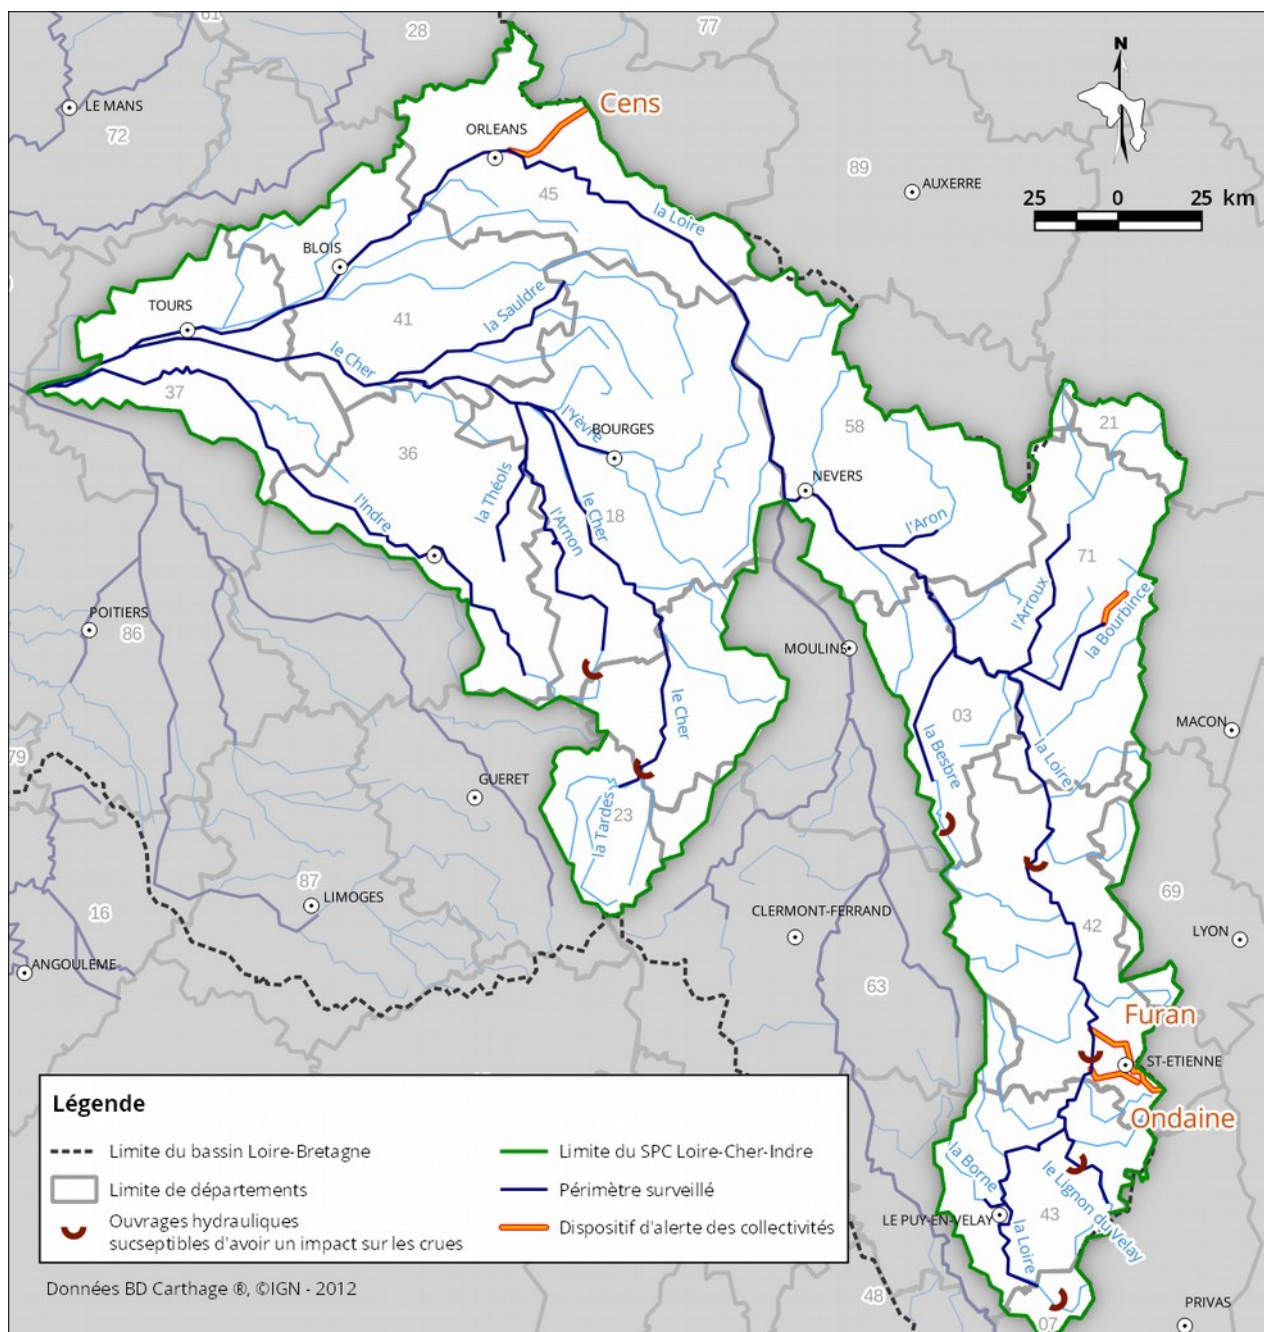 61
28
77
N
LE MANS
72
Cens
ORLEANS
45
89
AUXERRE
25 0 25 km
la Loire
BLOIS
TOURS
41
la Sauldre
le Cher
37
58
21
l'Yèvre
BOURGES
36
NEVERS
la Théols
l'Indre
l'Arnon
le Cher
18
l'Aron
71
l'Arroux
la Bourbince
POITIERS
86
MOULINS
03
le Cher
MACON
79
la Besbre
la Loire
GUERET
la Tardes
23
87
LIMOGES
16
CLERMONT-FERRAND
69
42
LYON
ANGOULEME
63
Furan
ST-ETIENNE
Ondaine
la Borne
le Lignon du Velay
43
LE PUY-EN-VELAY
la Loire
48
07
PRIVAS
Légende
Limite du bassin Loire-Bretagne
Limite de départements
Ouvrages hydrauliques
sucseptibles d'avoir un impact sur les crues
Limite du SPC Loire-Cher-Indre
Périmètre surveillé
Dispositif d'alerte des collectivités
Données BD Carthage ®, ©IGN - 2012